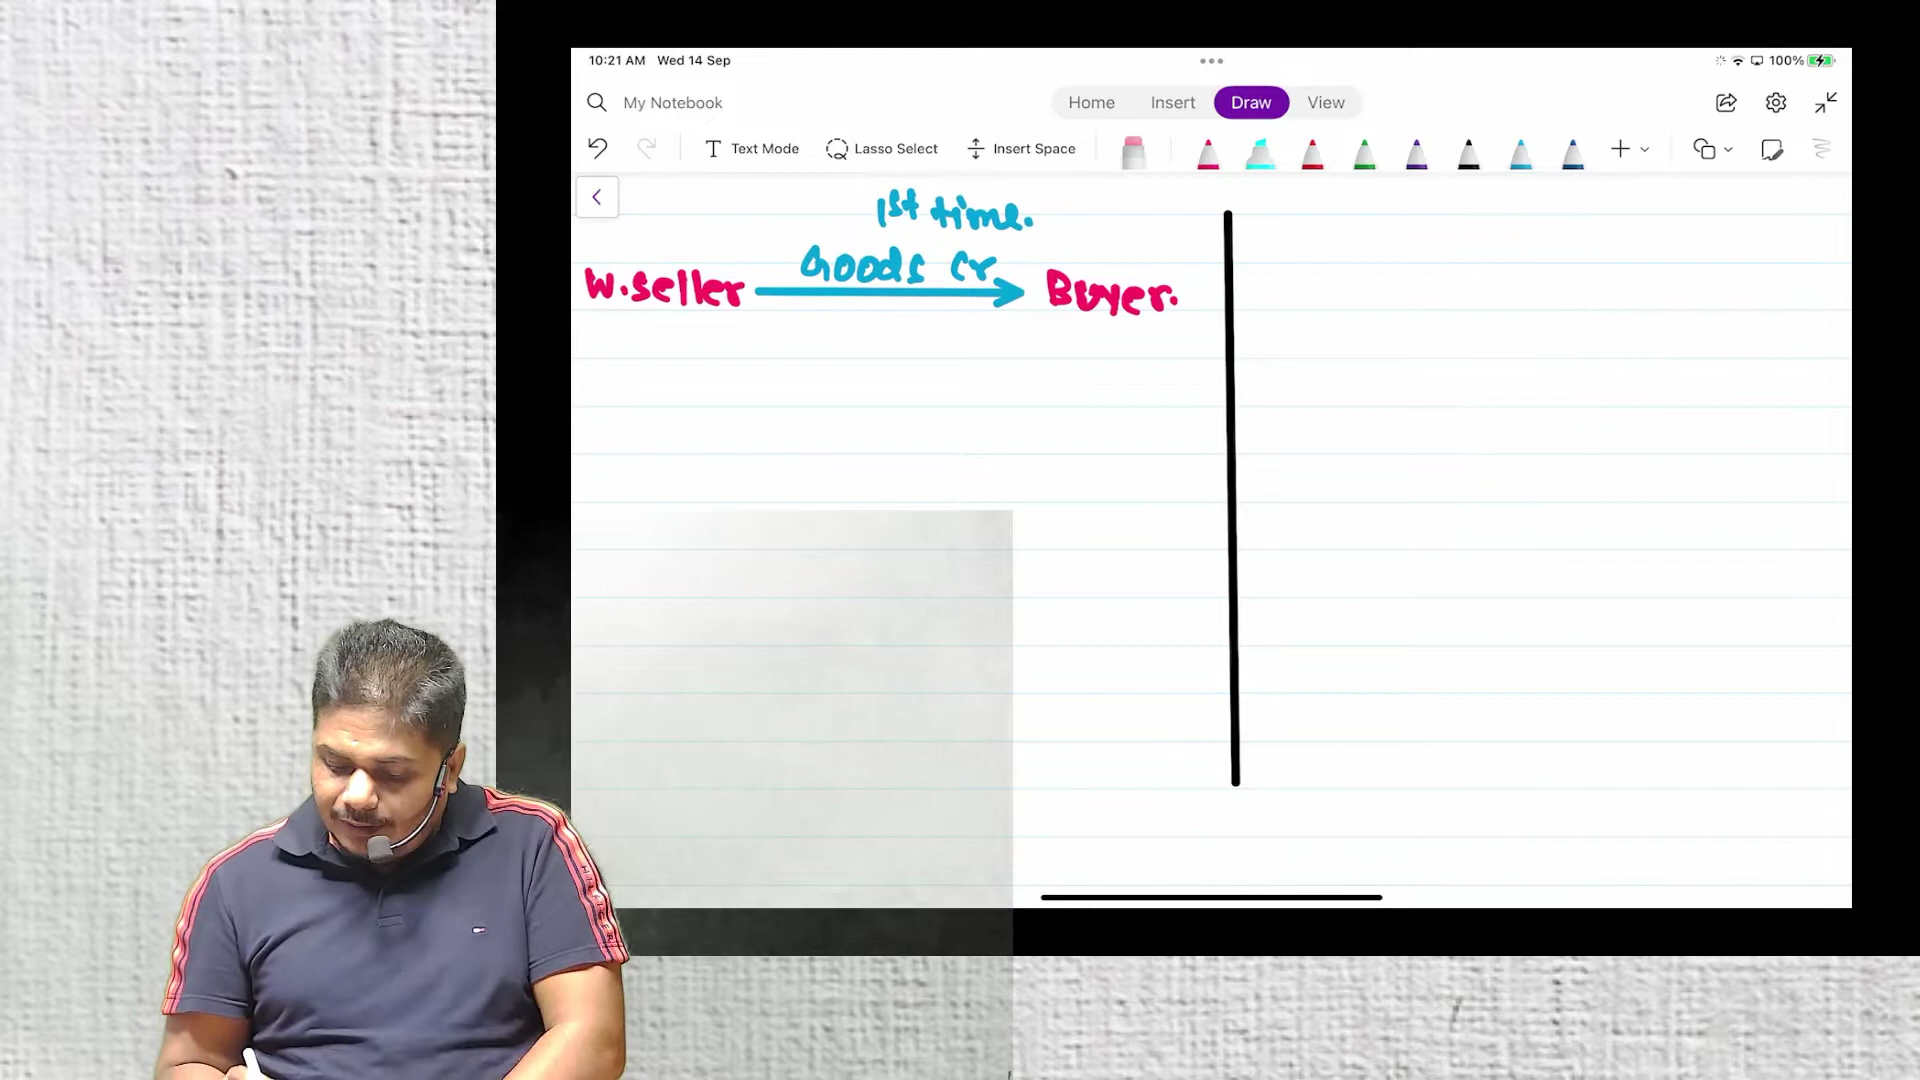 10:21 AM Wed 14 Sep
100%
My Notebook
Home Insert Draw View
Text Mode Lasso Select Insert Space
1st time.
Goods Cr
W.seller Buyer.